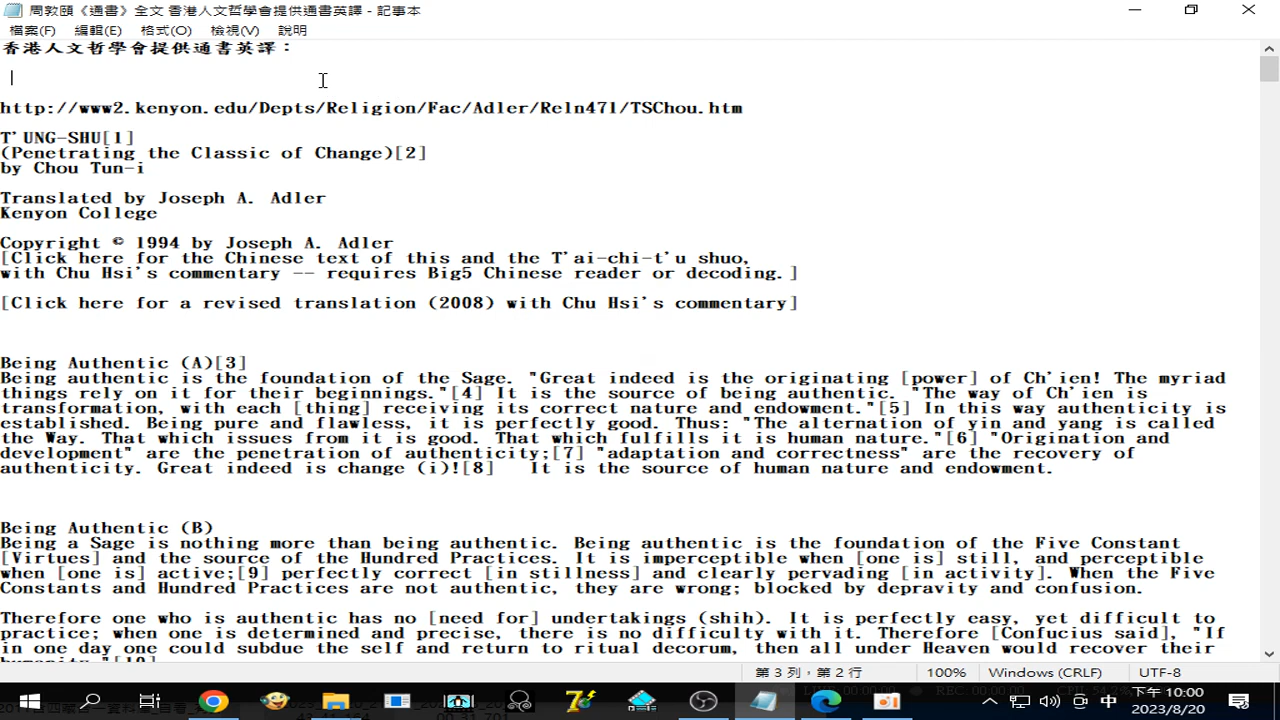 周敦頤《通書》全文 香港人文哲學會提供通書英譯 - 記事本
檔案(F) 編輯(E) 格式(O) 檢視(V) 說明
香港人文哲學會提供通書英譯：
http://www2.kenyon.edu/Depts/Religion/Fac/Adler/Reln471/TSChou.htm
T'UNG-SHU[1]
(Penetrating the Classic of Change)[2]
by Chou Tun-i
Translated by Joseph A. Adler
Kenyon College
Copyright © 1994 by Joseph A. Adler
[Click here for the Chinese text of this and the T'ai-chi-t'u shuo,
with Chu Hsi's commentary -- requires Big5 Chinese reader or decoding.]
[Click here for a revised translation (2008) with Chu Hsi's commentary]
Being Authentic (A)[3]
Being authentic is the foundation of the Sage. "Great indeed is the originating [power] of Ch'ien! The myriad
things rely on it for their beginnings."[4] It is the source of being authentic. "The way of Ch'ien is
transformation, with each [thing] receiving its correct nature and endowment."[5] In this way authenticity is
established. Being pure and flawless, it is perfectly good. Thus: "The alternation of yin and yang is called
the Way. That which issues from it is good. That which fulfills it is human nature."[6] "Origination and
development" are the penetration of authenticity;[7] "adaptation and correctness" are the recovery of
authenticity. Great indeed is change (i)![8]   It is the source of human nature and endowment.
Being Authentic (B)
Being a Sage is nothing more than being authentic. Being authentic is the foundation of the Five Constant
[Virtues] and the source of the Hundred Practices. It is imperceptible when [one is] still, and perceptible
when [one is] active;[9] perfectly correct [in stillness] and clearly pervading [in activity]. When the Five
Constants and Hundred Practices are not authentic, they are wrong; blocked by depravity and confusion.
Therefore one who is authentic has no [need for] undertakings (shih). It is perfectly easy, yet difficult to
practice; when one is determined and precise, there is no difficulty with it. Therefore [Confucius said], "If
in one day one could subdue the self and return to ritual decorum, then all under Heaven would recover their
humanity."[10]
第 3 列，第 2 行 100% Windows (CRLF) UTF-8
中 下午 10:00
2023/8/20